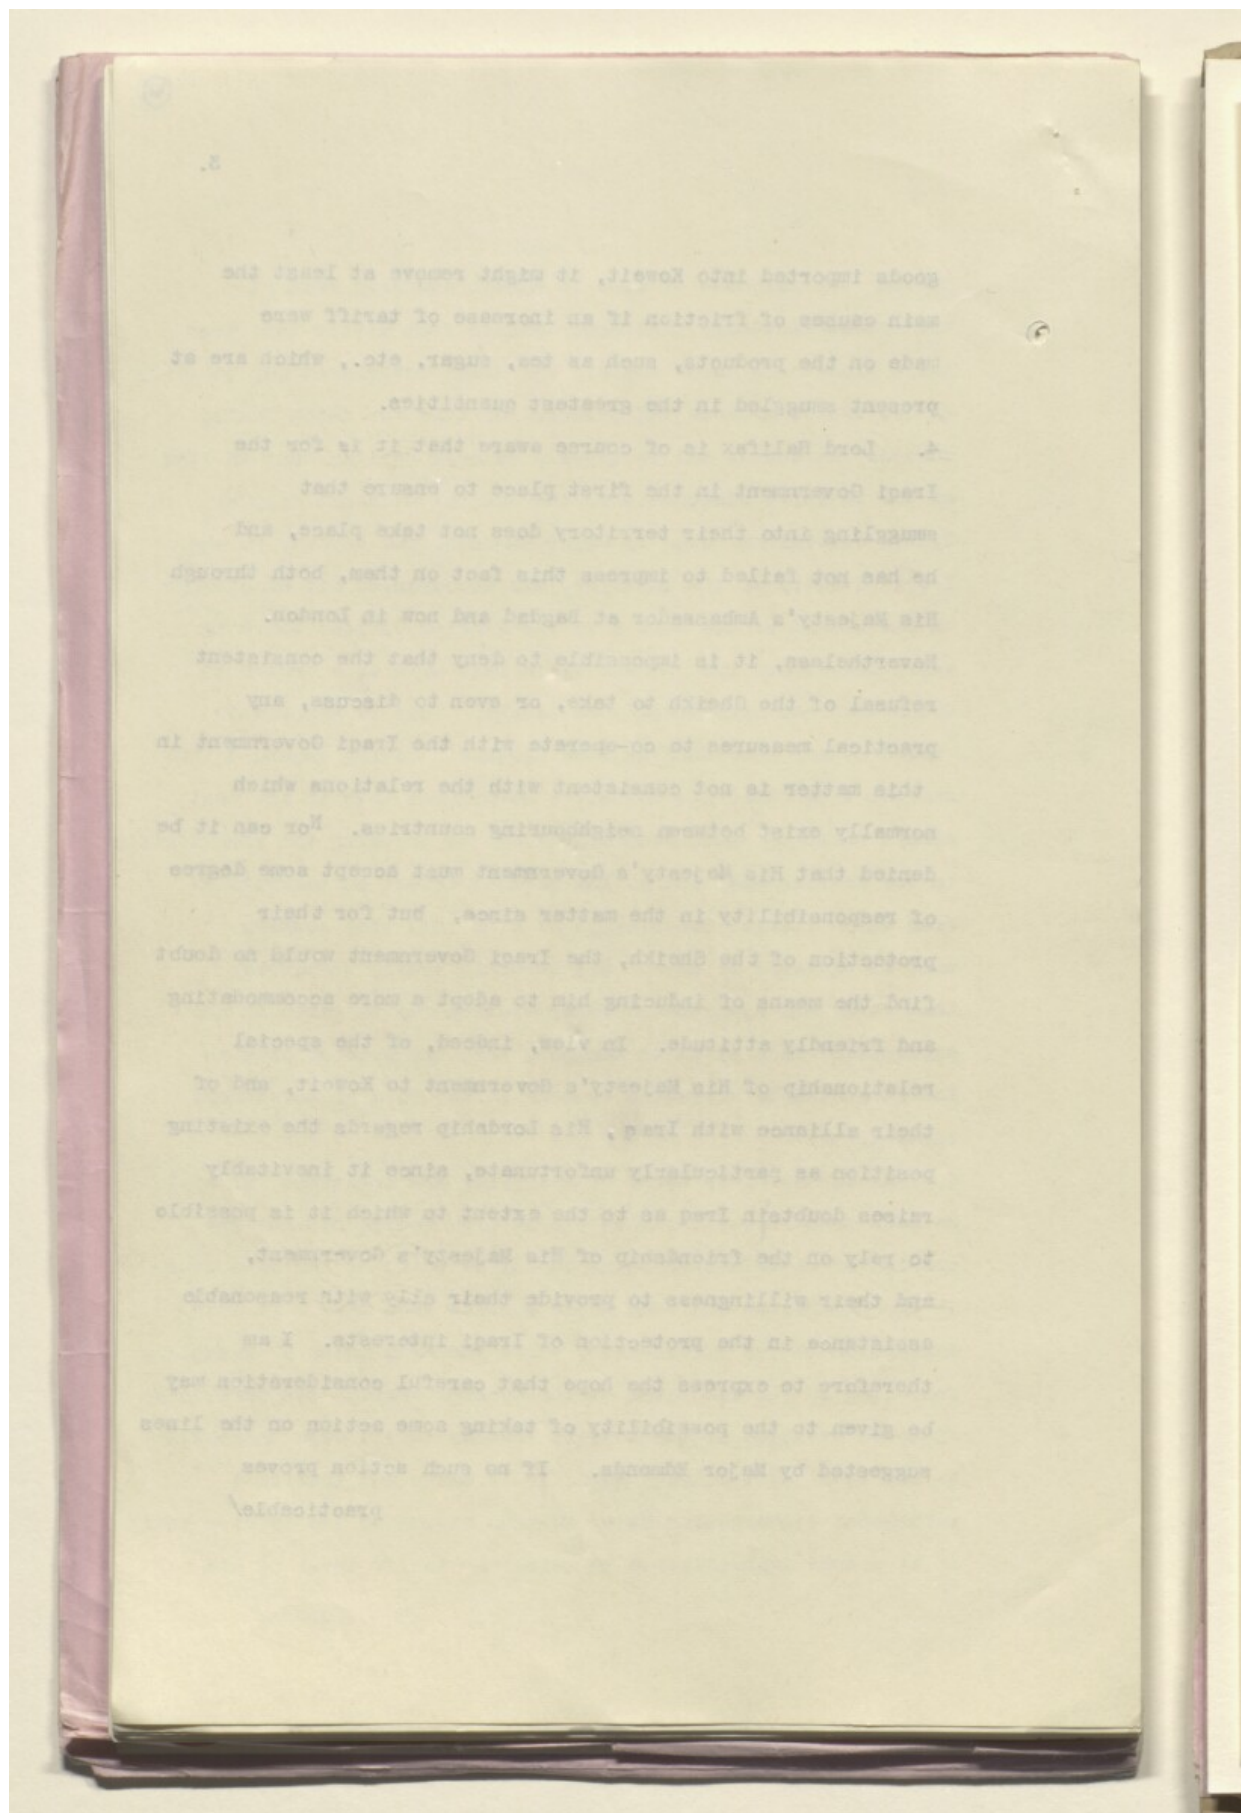 3.
goods imported into Koweit, it might remove at least the
main causes of friction if an increase of tariff were
made on the products, such as tea, sugar, etc., which are at
present smuggled in the greatest quantities.
4. Lord Halifax is of course aware that it is for the
Iraqi Government in the first place to ensure that
smuggling into their territory does not take place, and
he has not failed to impress this fact on them, both through
His Majesty's Ambassador at Bagdad and now in London.
Nevertheless, it is impossible to deny that the consistent
refusal of the Sheikh to take, or even to discuss, any
practical measures to co-operate with the Iraqi Government in
this matter is not consistent with the relations which
normally exist between neighbouring countries. Nor can it be
denied that His Majesty's Government must accept some degree
of responsibility in the matter since, but for their
protection of the Sheikh, the Iraqi Government would no doubt
find the means of inducing him to adopt a more accommodating
and friendly attitude. In view, indeed, of the special
relationship of His Majesty's Government to Koweit, and of
their alliance with Iraq, His Lordship regards the existing
position as particularly unfortunate, since it inevitably
raises doubtsin Iraq as to the extent to which it is possible
to rely on the friendship of His Majesty's Government,
and their willingness to provide their ally with reasonable
assistance in the protection of Iraqi interests. I am
therefore to express the hope that careful consideration may
be given to the possibility of taking some action on the lines
suggested by Major Edmonds. If no such action proves
practicable/